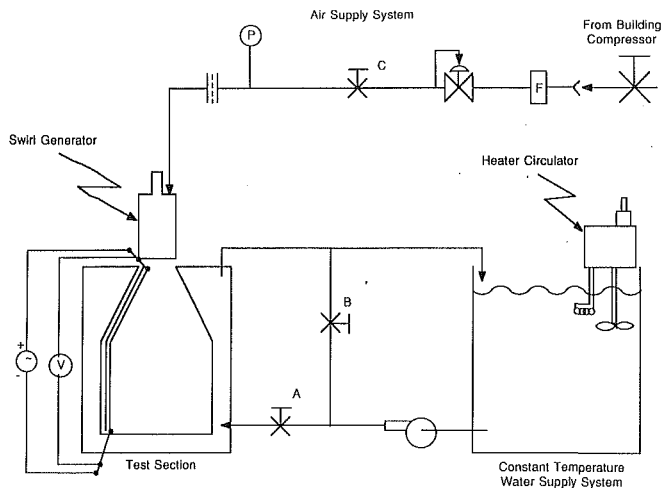 Air Supply System
From Building
Compressor
P
C
F
Swirl Generator
Heater Circulator
B
+
~
-
V
A
Test Section
Constant Temperature
Water Supply System